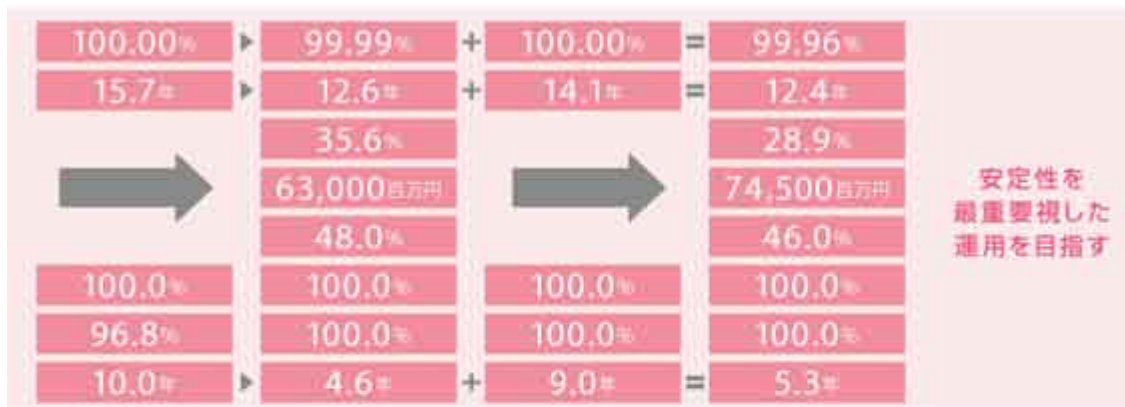 100.00% ▶ 99.99% + 100.00% = 99.96%
15.7年 ▶ 12.6年 + 14.1年 = 12.4年
35.6% 28.9%
63,000百万円 74,500百万円
48.0% 46.0%
100.0% 100.0% 100.0% 100.0%
96.8% 100.0% 100.0% 100.0%
10.0年 ▶ 4.6年 + 9.0年 = 5.3年
安定性を
最重要視した
運用を目指す